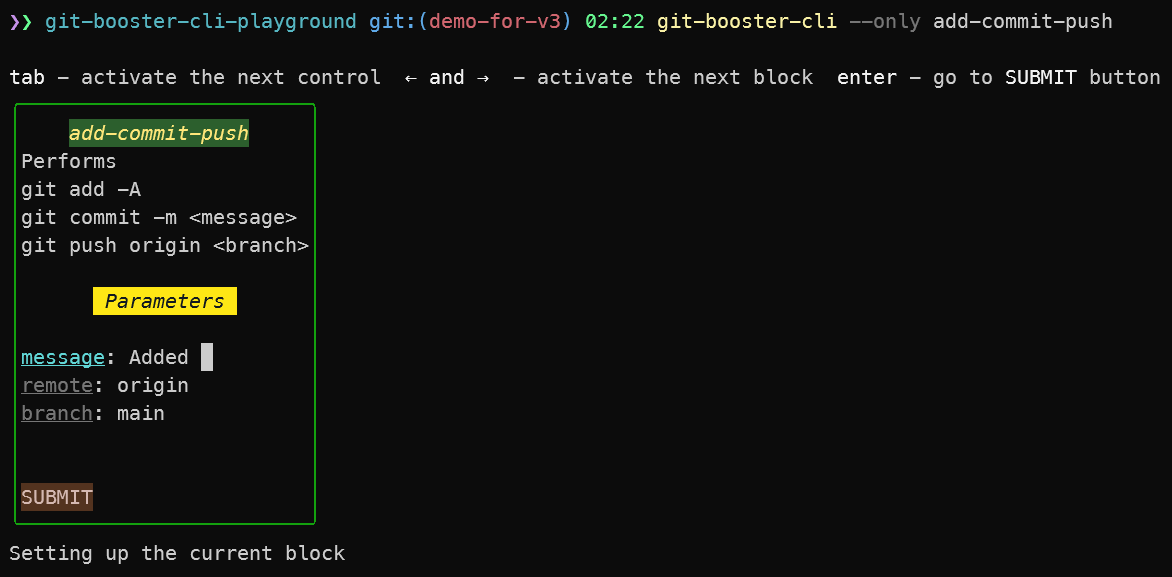 ❯❯ git-booster-cli-playground git:(demo-for-v3) 02:22 git-booster-cli --only add-commit-push
tab - activate the next control  ← and →  - activate the next block  enter - go to SUBMIT button
add-commit-push
Performs
git add -A
git commit -m <message>
git push origin <branch>
Parameters
message: Added
remote: origin
branch: main
SUBMIT
Setting up the current block